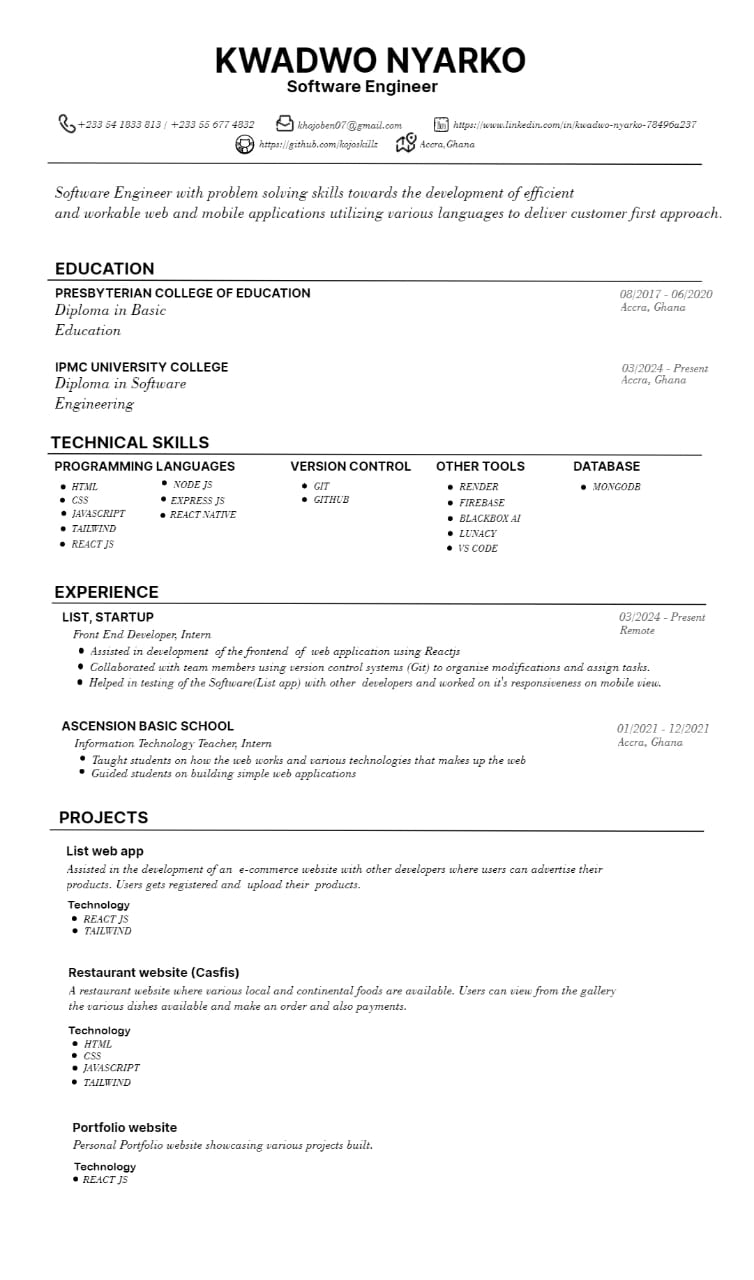 KWADWO NYARKO
Software Engineer
+233 54 1833 813 / +233 55 677 4832 khojoben07@gmail.com https://www.linkedin.com/in/kwadwo-nyarko-78496a237
https://github.com/kojoskillz Accra,Ghana
Software Engineer with problem solving skills towards the development of efficient
and workable web and mobile applications utilizing various languages to deliver customer first approach.
EDUCATION
PRESBYTERIAN COLLEGE OF EDUCATION 08/2017 - 06/2020
Diploma in Basic Accra, Ghana
Education
IPMC UNIVERSITY COLLEGE 03/2024 - Present
Diploma in Software Accra, Ghana
Engineering
TECHNICAL SKILLS
PROGRAMMING LANGUAGES VERSION CONTROL OTHER TOOLS DATABASE
• HTML • NODE JS • GIT • RENDER • MONGODB
• CSS • EXPRESS JS • GITHUB • FIREBASE
• JAVASCRIPT • REACT NATIVE • BLACKBOX AI
• TAILWIND • LUNACY
• REACT JS • VS CODE
EXPERIENCE
LIST, STARTUP 03/2024 - Present
Front End Developer, Intern Remote
• Assisted in development of the frontend of web application using Reactjs
• Collaborated with team members using version control systems (Git) to organize modifications and assign tasks.
• Helped in testing of the Software(List app) with other developers and worked on it's responsiveness on mobile view.
ASCENSION BASIC SCHOOL 01/2021 - 12/2021
Information Technology Teacher, Intern Accra, Ghana
• Taught students on how the web works and various technologies that makes up the web
• Guided students on building simple web applications
PROJECTS
List web app
Assisted in the development of an e-commerce website with other developers where users can advertise their
products. Users gets registered and upload their products.
Technology
• REACT JS
• TAILWIND
Restaurant website (Casfis)
A restaurant website where various local and continental foods are available. Users can view from the gallery
the various dishes available and make an order and also payments.
Technology
• HTML
• CSS
• JAVASCRIPT
• TAILWIND
Portfolio website
Personal Portfolio website showcasing various projects built.
Technology
• REACT JS